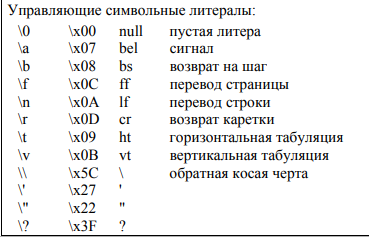 Управляющие символьные литералы:
\0 \x00 null пустая литера
\a \x07 bel сигнал
\b \x08 bs возврат на шаг
\f \x0C ff перевод страницы
\n \x0A lf перевод строки
\r \x0D cr возврат каретки
\t \x09 ht горизонтальная табуляция
\v \x0B vt вертикальная табуляция
\\ \x5C \ обратная косая черта
\' \x27 '
\" \x22 "
\? \x3F ?